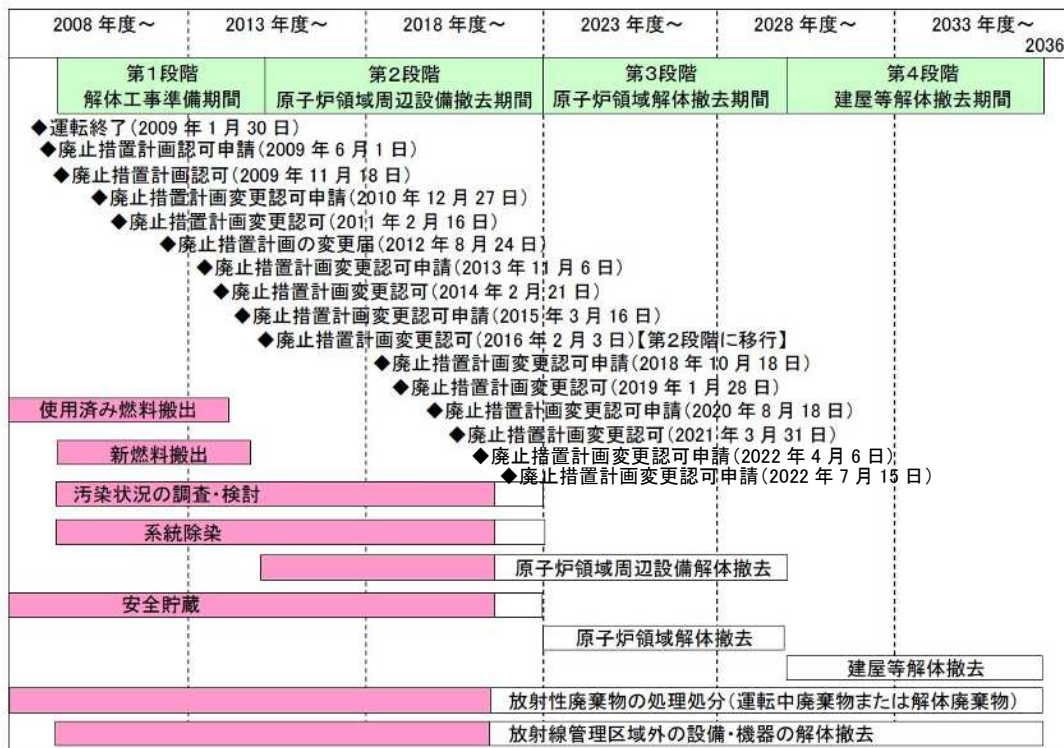 2008 年度～ 2013 年度～ 2018 年度～ 2023 年度～ 2028 年度～ 2033 年度～
2036
第1段階 第2段階 第3段階 第4段階
解体工事準備期間 原子炉領域周辺設備撤去期間 原子炉領域解体撤去期間 建屋等解体撤去期間
◆運転終了(2009 年 1 月 30 日)
◆廃止措置計画認可申請(2009 年 6 月 1 日)
◆廃止措置計画認可(2009 年 11 月 18 日)
◆廃止措置計画変更認可申請(2010 年 12 月 27 日)
◆廃止措置計画変更認可(2011 年 2 月 16 日)
◆廃止措置計画の変更届(2012 年 8 月 24 日)
◆廃止措置計画変更認可申請(2013 年 11 月 6 日)
◆廃止措置計画変更認可(2014 年 2 月 21 日)
◆廃止措置計画変更認可申請(2015 年 3 月 16 日)
◆廃止措置計画変更認可(2016 年 2 月 3 日)【第2段階に移行】
◆廃止措置計画変更認可申請(2018 年 10 月 18 日)
◆廃止措置計画変更認可(2019 年 1 月 28 日)
使用済み燃料搬出
◆廃止措置計画変更認可申請(2020 年 8 月 18 日)
◆廃止措置計画変更認可(2021 年 3 月 31 日)
新燃料搬出
◆廃止措置計画変更認可申請(2022 年 4 月 6 日)
◆廃止措置計画変更認可申請(2022 年 7 月 15 日)
汚染状況の調査・検討
系統除染
原子炉領域周辺設備解体撤去
安全貯蔵
原子炉領域解体撤去
建屋等解体撤去
放射性廃棄物の処理処分(運転中廃棄物または解体廃棄物)
放射線管理区域外の設備・機器の解体撤去